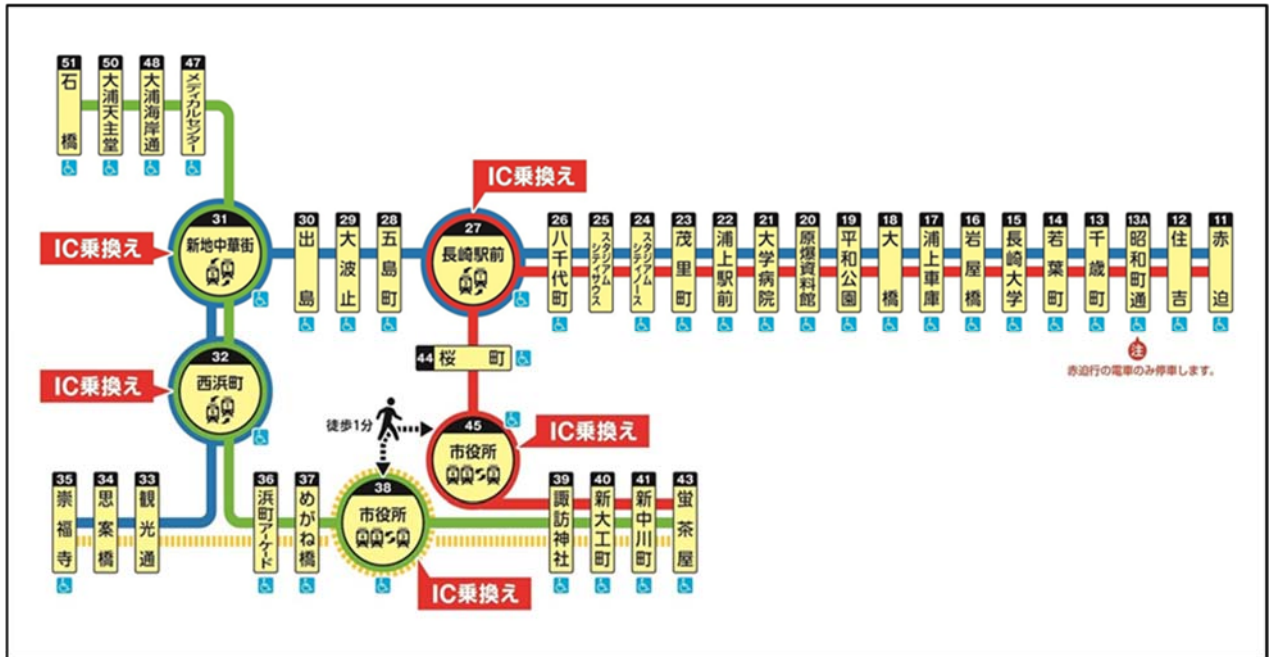 51
石橋
50
大浦天主堂
48
大浦海岸通
47
メディカルセンター
IC乗換え
31
新地中華街
IC乗換え
30
出島
29
大波止
28
五島町
27
長崎駅前
26
八千代町
25
スタジアム
シティサウス
24
スタジアム
シティノース
23
茂里町
22
浦上駅前
21
大学病院
20
原爆資料館
19
平和公園
18
大橋
17
浦上車庫
16
岩屋橋
15
長崎大学
14
若葉町
13
千歳町
13A
昭和町通
12
住吉
11
赤迫
注
赤迫行の電車のみ停車します。
44 桜町
32
西浜町
IC乗換え
徒歩1分
45
市役所
IC乗換え
35
崇福寺
34
思案橋
33
観光通
36
浜町アーケード
37
めがね橋
38
市役所
IC乗換え
39
諏訪神社
40
新大工町
41
新中川町
43
蛍茶屋